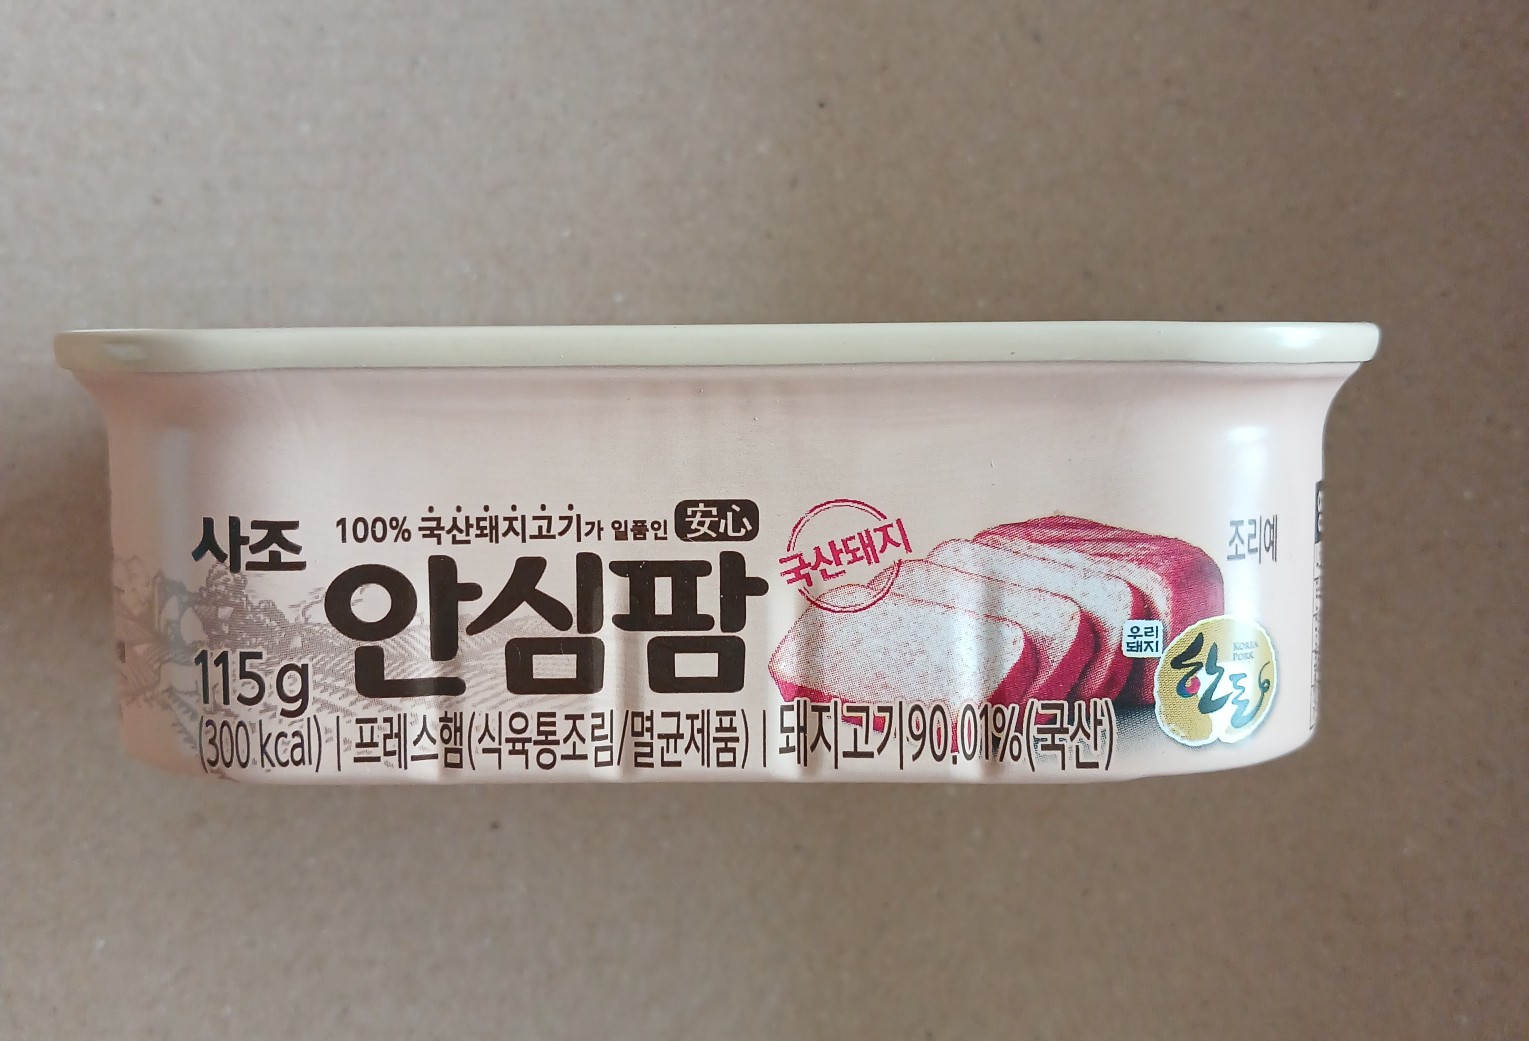 사조
100% 국산돼지고기가 일품인 安心
안심팜
국산돼지
조리예
우리
돼지
KOREA
PORK
한돈
115g
(300 kcal) | 프레스햄(식육통조림/멸균제품) | 돼지고기90.01%(국산)